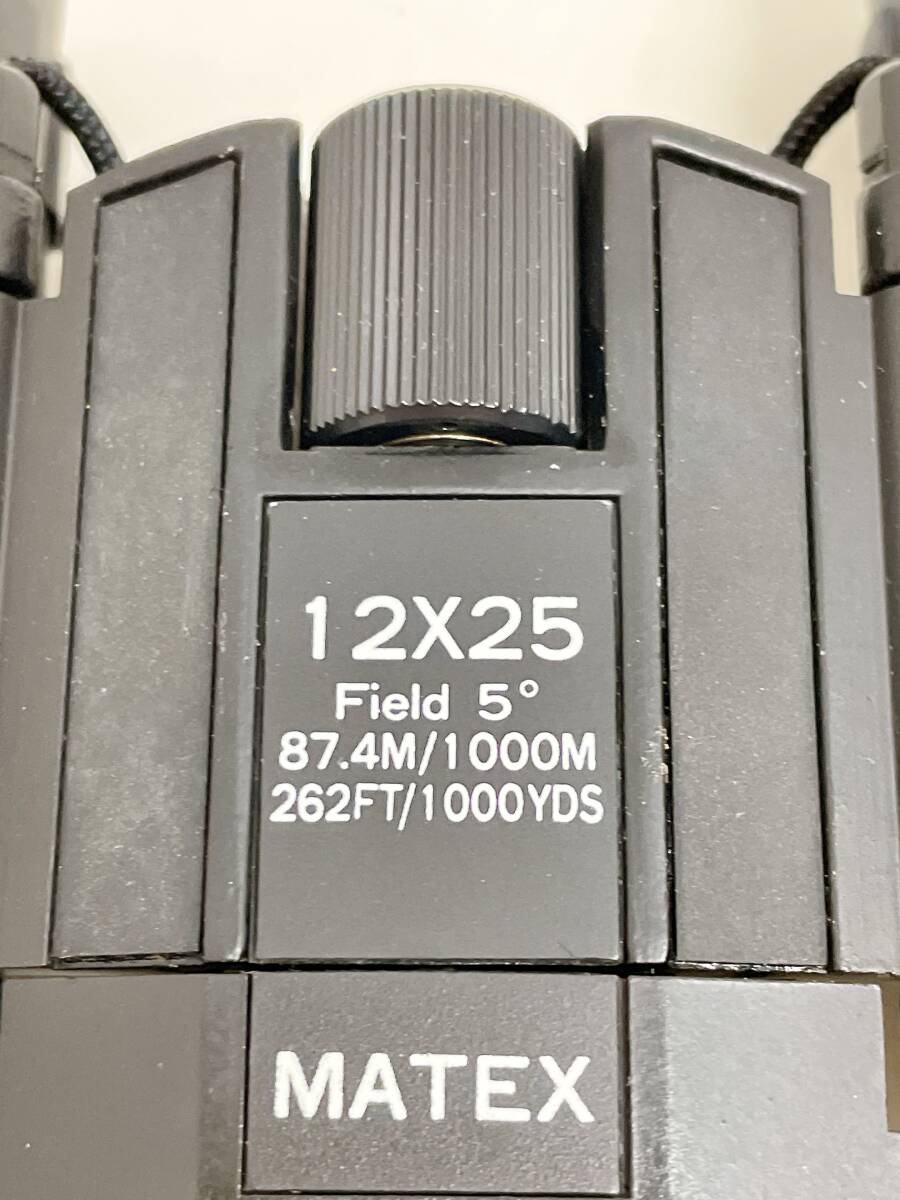 12X25
Field 5°
87.4M/1000M
262FT/1000YDS
MATEX